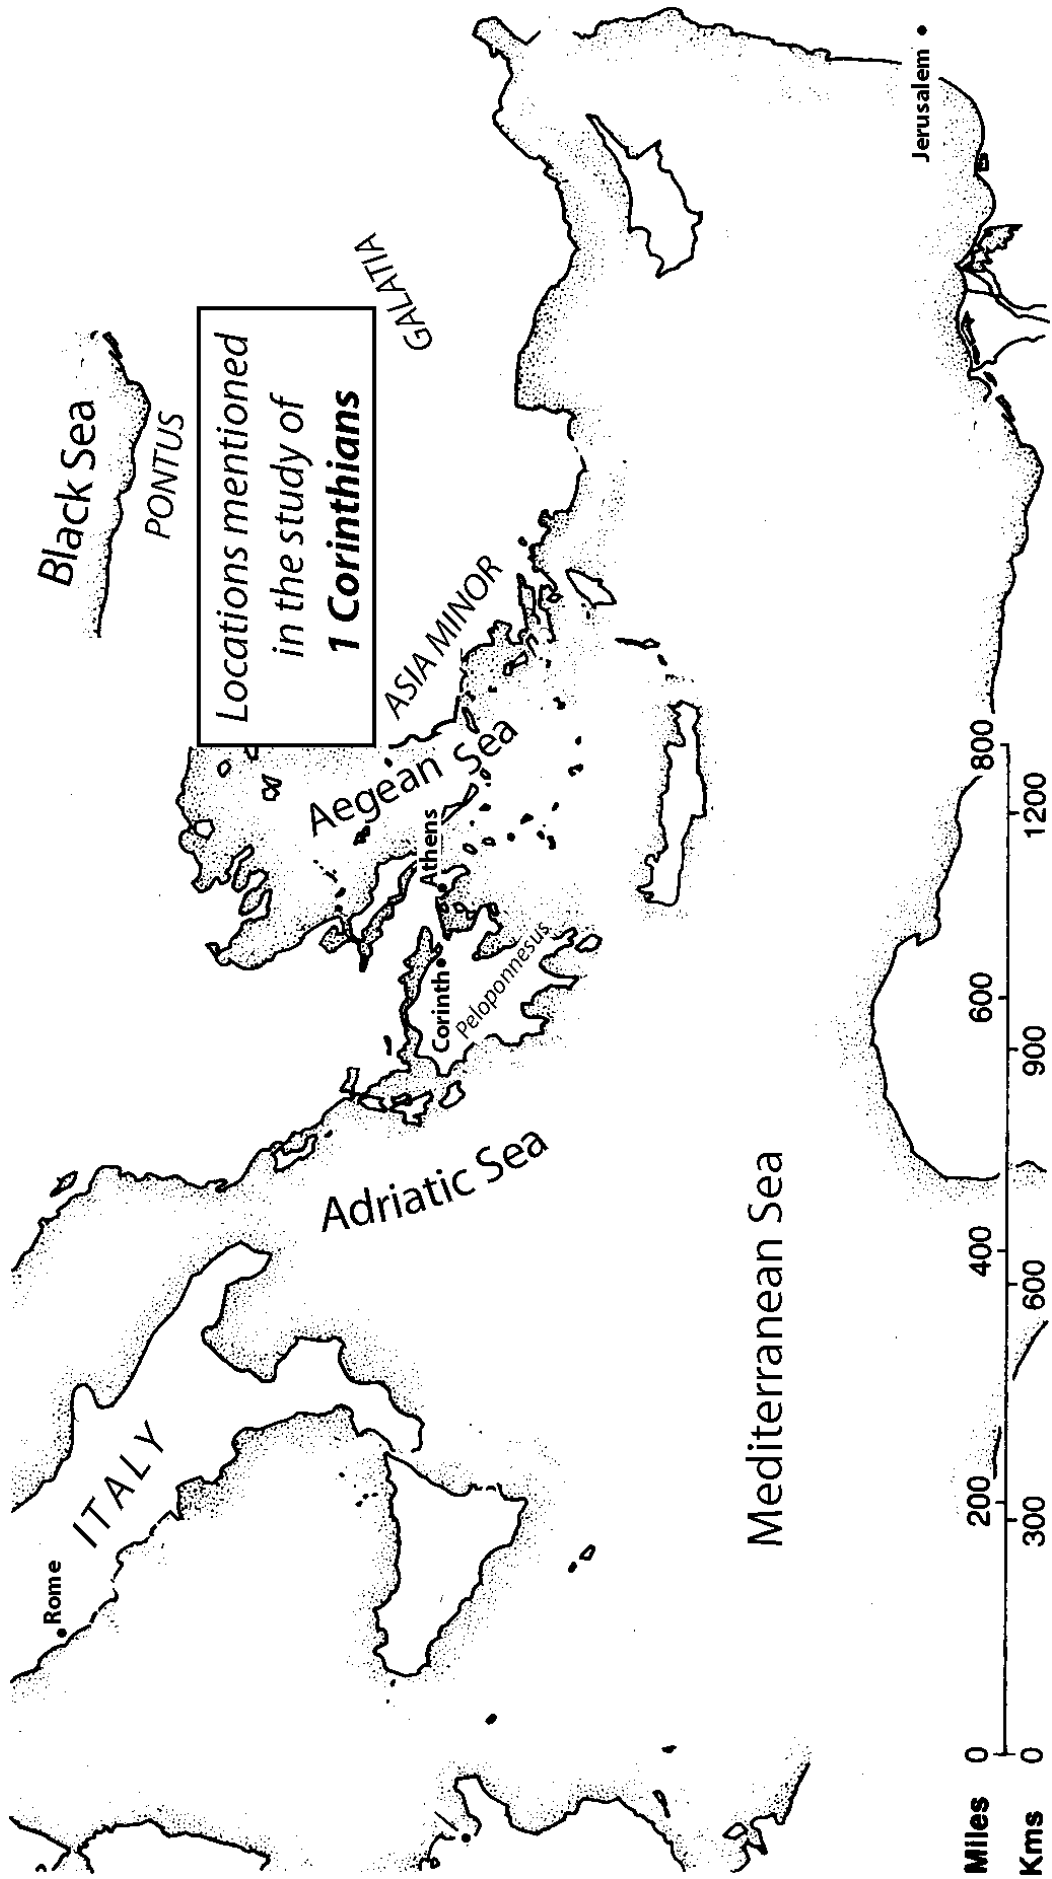 Black Sea
PONTUS
Locations mentioned
in the study of
1 Corinthians
GALATIA
ASIA MINOR
Aegean Sea
Athens
Corinth
Peloponnesus
Rome
ITALY
Adriatic Sea
Mediterranean Sea
Jerusalem
Miles 0 200 400 600 800
Kms 0 300 600 900 1200